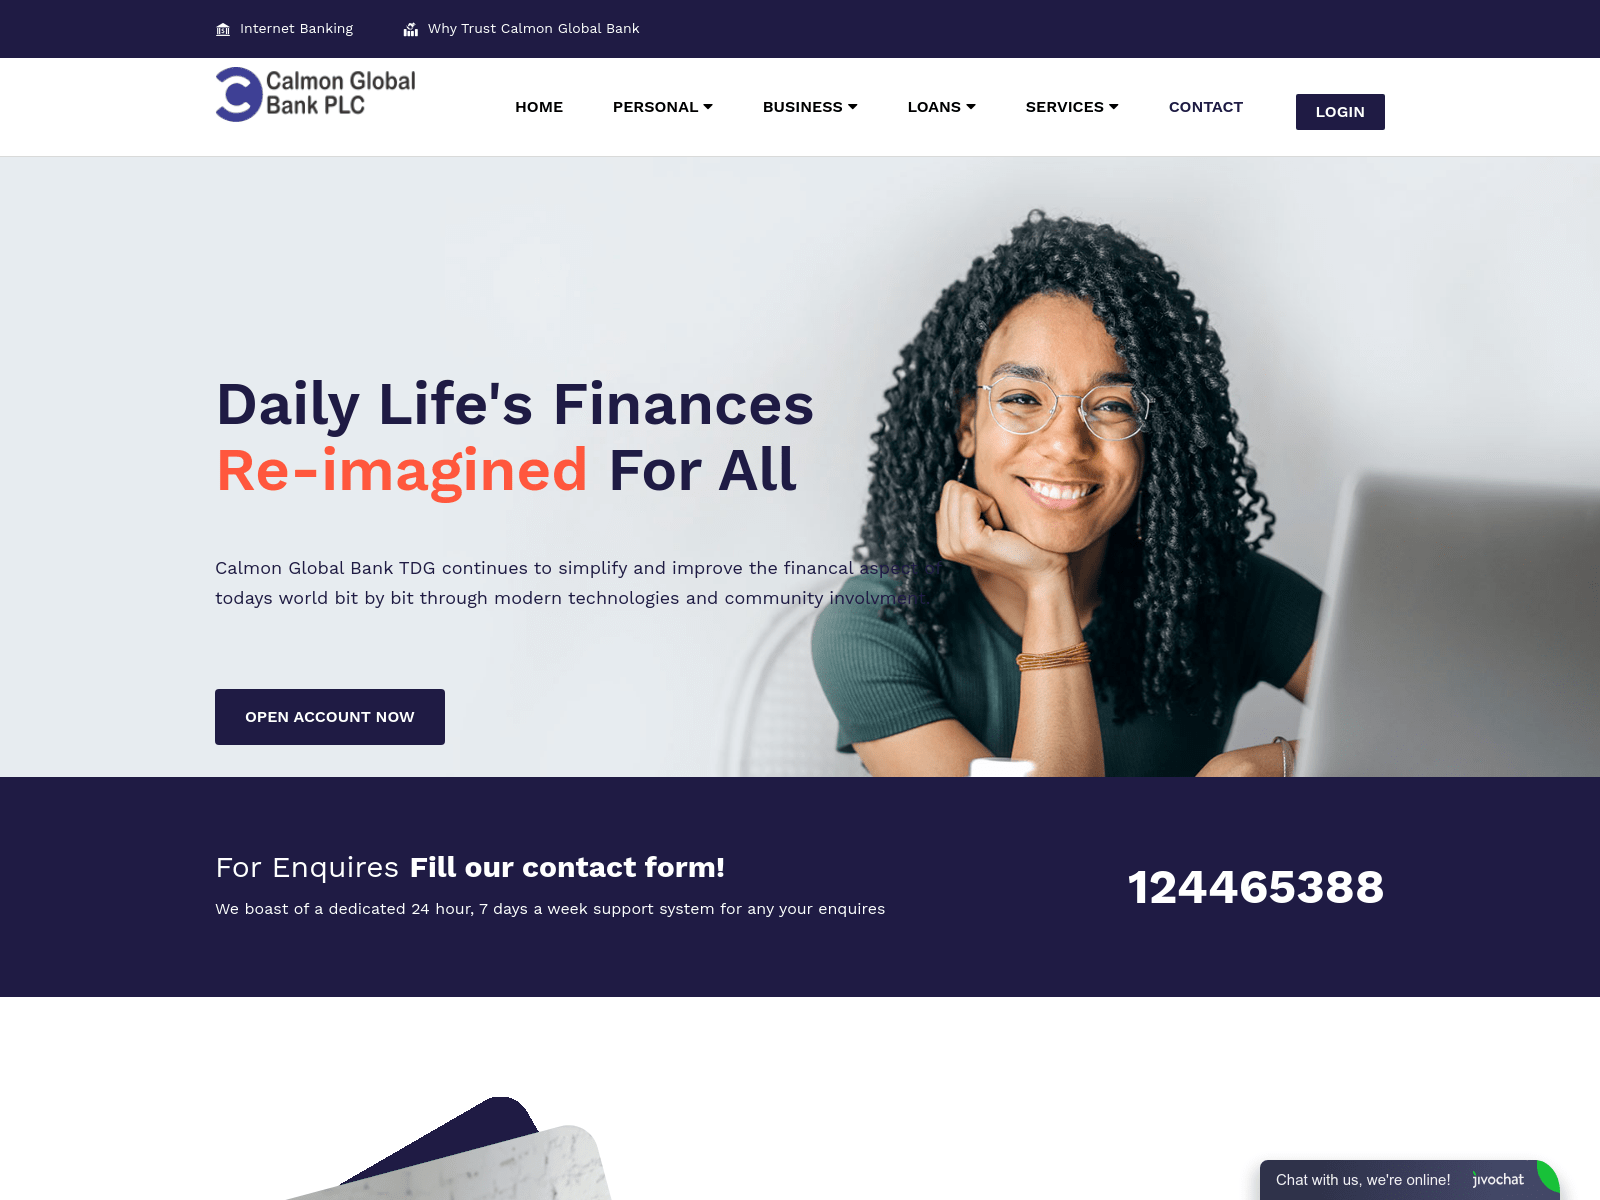 Internet Banking
Why Trust Calmon Global Bank
Calmon Global
Bank PLC
HOME
PERSONAL
BUSINESS
LOANS
SERVICES
CONTACT
LOGIN
Daily Life's Finances
Re-imagined For All
Calmon Global Bank TDG continues to simplify and improve the financal aspect of
todays world bit by bit through modern technologies and community involvment.
OPEN ACCOUNT NOW
For Enquires Fill our contact form!
We boast of a dedicated 24 hour, 7 days a week support system for any your enquires
124465388
Chat with us, we're online!
jivochat